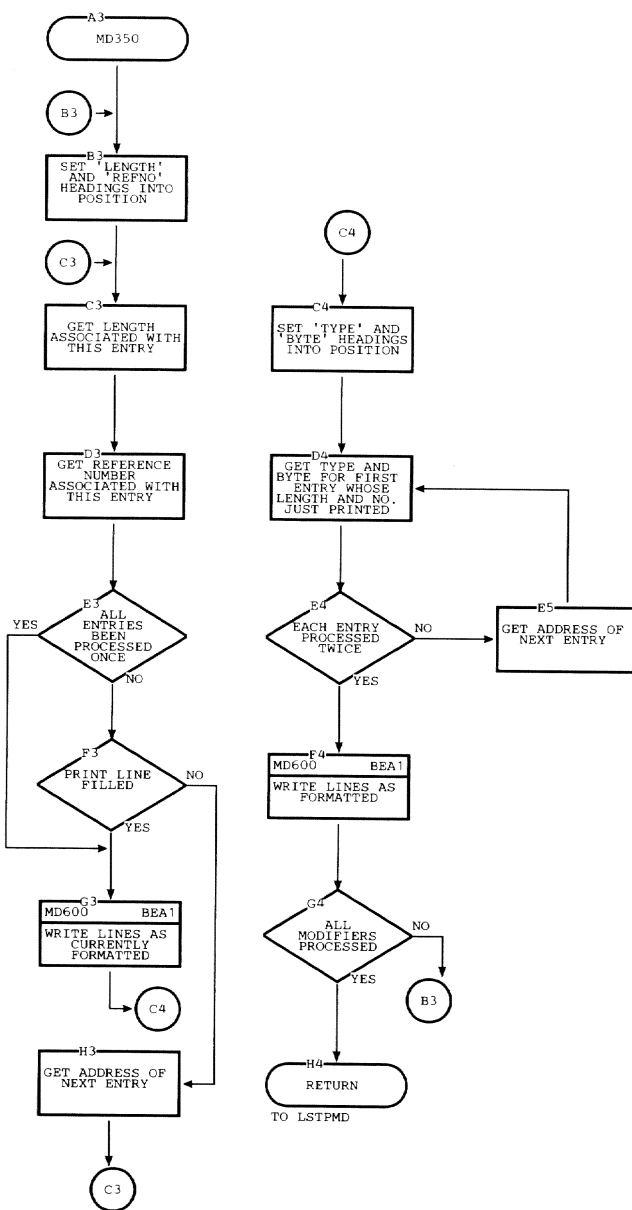 A3
MD350
B3
B3
SET 'LENGTH'
AND 'REFNO'
HEADINGS INTO
POSITION
C3
C3
GET LENGTH
ASSOCIATED WITH
THIS ENTRY
D3
GET REFERENCE
NUMBER
ASSOCIATED WITH
THIS ENTRY
E3
YES
ALL
ENTRIES
BEEN
PROCESSED
ONCE
NO
F3
PRINT LINE
FILLED
NO
YES
G3
MD600 BEA1
WRITE LINES AS
CURRENTLY
FORMATTED
C4
H3
GET ADDRESS OF
NEXT ENTRY
C3
C4
C4
SET 'TYPE' AND
'BYTE' HEADINGS
INTO POSITION
D4
GET TYPE AND
BYTE FOR FIRST
ENTRY WHOSE
LENGTH AND NO.
JUST PRINTED
E4
EACH ENTRY
PROCESSED
TWICE
NO
YES
E5
GET ADDRESS OF
NEXT ENTRY
F4
MD600 BEA1
WRITE LINES AS
FORMATTED
G4
ALL
MODIFIERS
PROCESSED
NO
YES
B3
H4
RETURN
TO LSTPMD